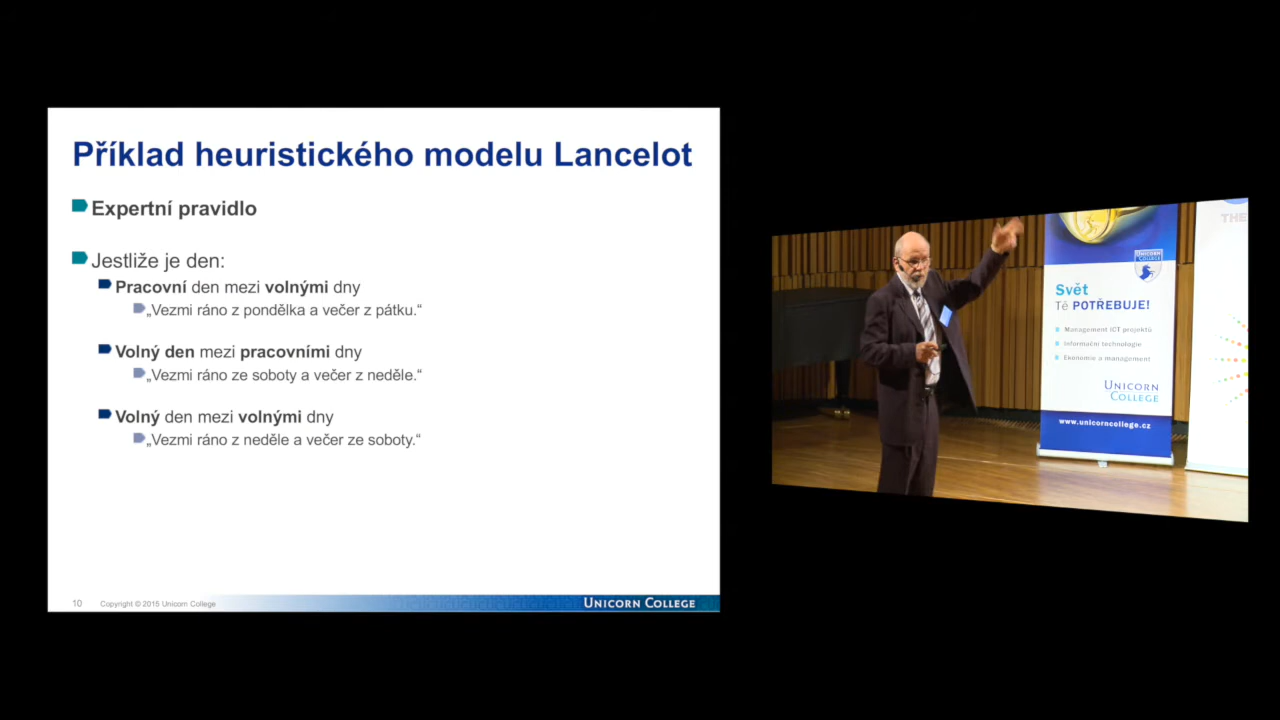 Příklad heuristického modelu Lancelot
Expertní pravidlo
Jestliže je den:
Pracovní den mezi volnými dny
„Vezmi ráno z pondělka a večer z pátku.“
Volný den mezi pracovními dny
„Vezmi ráno ze soboty a večer z neděle.“
Volný den mezi volnými dny
„Vezmi ráno z neděle a večer ze soboty.“
10 Copyright © 2015 Unicorn College
UNICORN COLLEGE
UNICORN
COLLEGE
Svět
Tě POTŘEBUJE!
Management ICT projektů
Informační technologie
Ekonomie a management
UNICORN
COLLEGE
www.unicorncollege.cz
THE